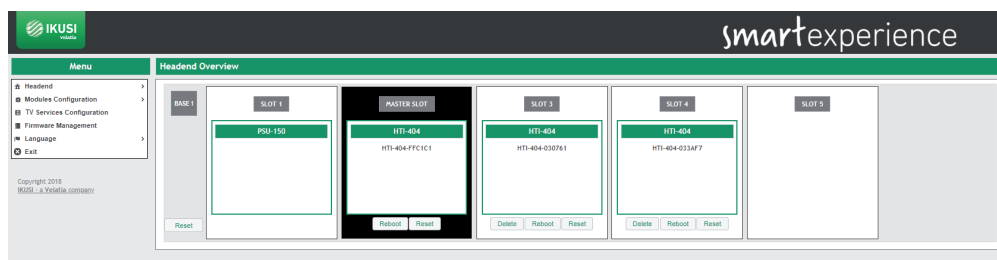 IKUSI
velatia
smartexperience
Menu
Headend Overview
Headend
Modules Configuration
TV Services Configuration
Firmware Management
Language
Exit
Copyright 2018
IKUSI - a Velatia company
BASE 1
Reset
SLOT 1
PSU-150
MASTER SLOT
HTI-404
HTI-404-FFC1C1
Reboot Reset
SLOT 3
HTI-404
HTI-404-030761
Delete Reboot Reset
SLOT 4
HTI-404
HTI-404-033AF7
Delete Reboot Reset
SLOT 5